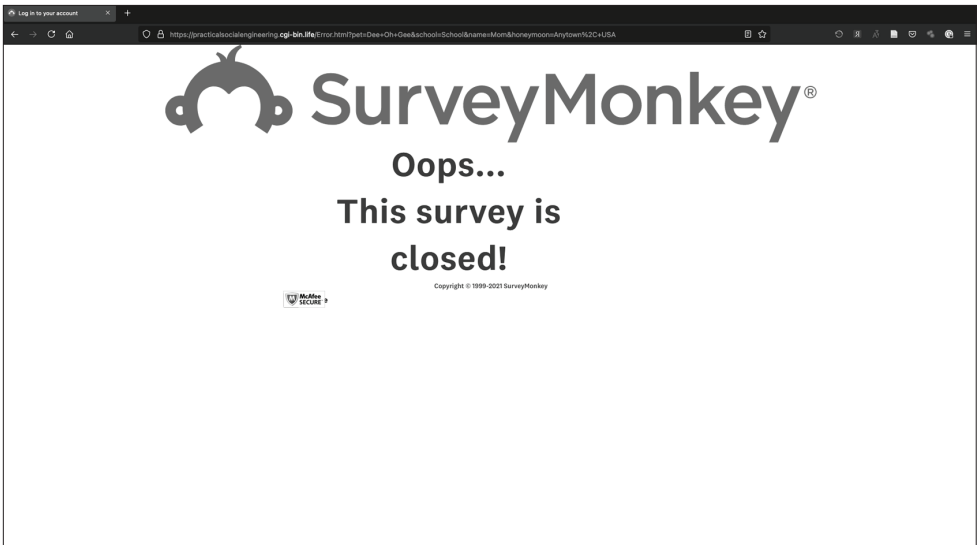 Log in to your account
https://practicalsocialengineering.cgi-bin.life/Error.html?pet=Dee+Oh+Gee&school=School&name=Mom&honeymoon=Anytown%2C+USA
SurveyMonkey®
Oops...
This survey is
closed!
Copyright © 1999-2021 SurveyMonkey
McAfee
SECURE